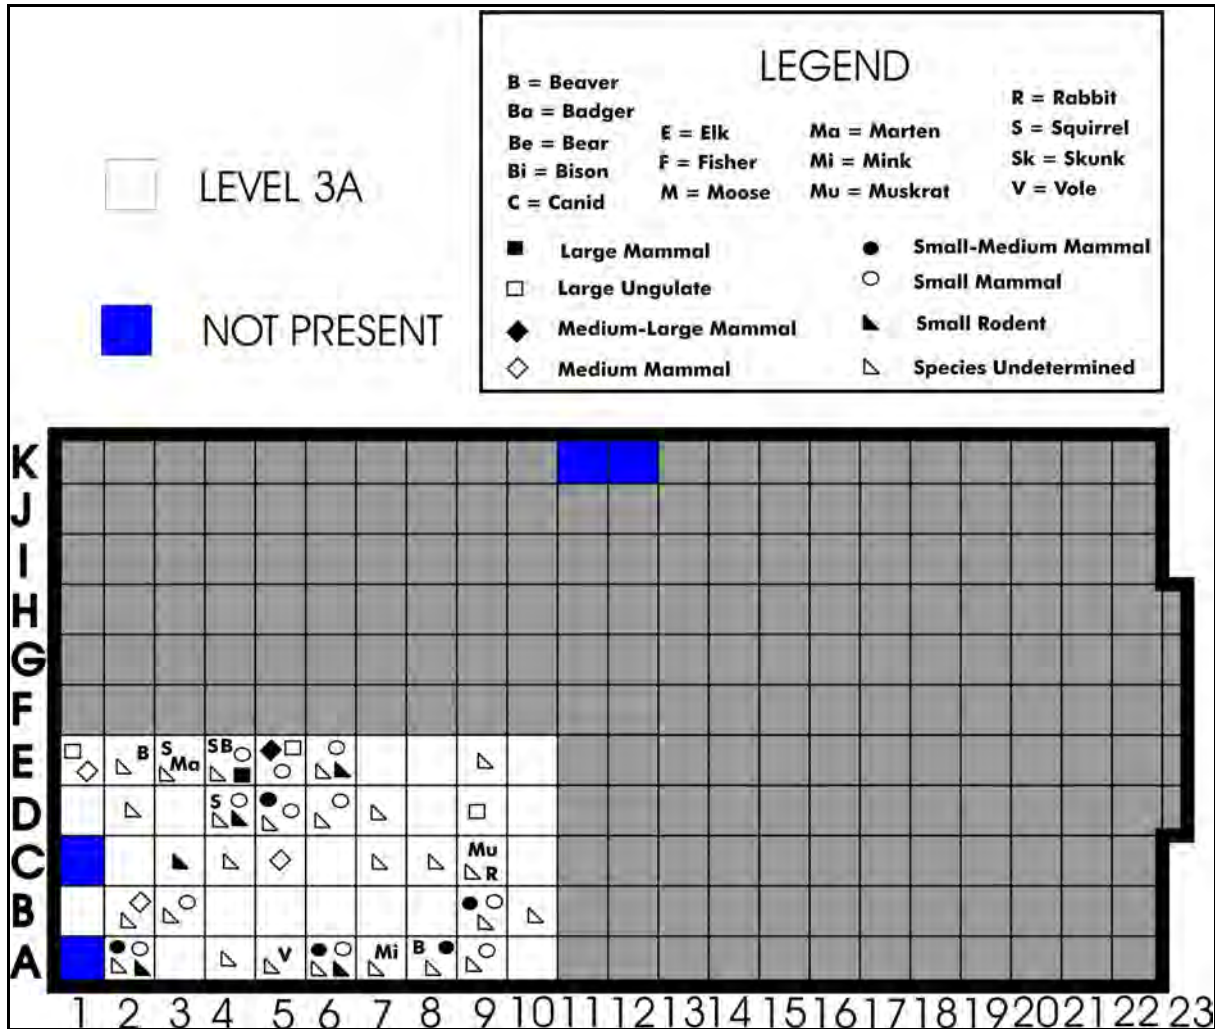 LEGEND
B = Beaver
Ba = Badger
Be = Bear
Bi = Bison
C = Canid
E = Elk
F = Fisher
M = Moose
Ma = Marten
Mi = Mink
Mu = Muskrat
R = Rabbit
S = Squirrel
Sk = Skunk
V = Vole
Large Mammal
Large Ungulate
Medium-Large Mammal
Medium Mammal
Small-Medium Mammal
Small Mammal
Small Rodent
Species Undetermined
LEVEL 3A
NOT PRESENT
K
J
I
H
G
F
E
B
S
Ma
SB
D
S
C
Mu
R
B
A
V
Mi
B
1 2 3 4 5 6 7 8 9 10 11 12 13 14 15 16 17 18 19 20 21 22 23